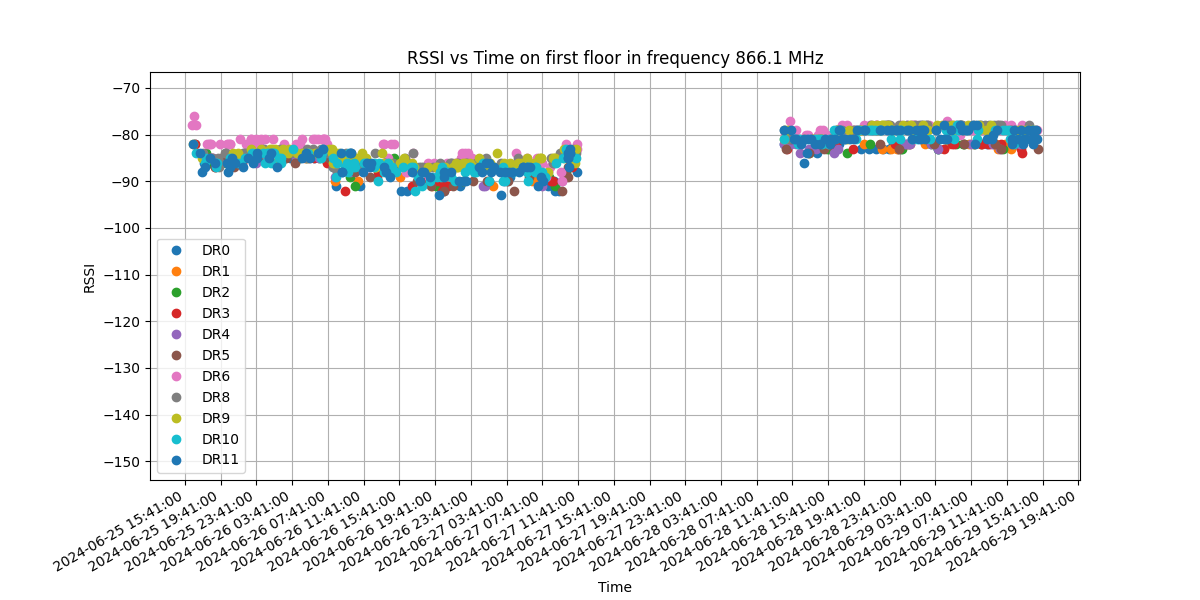 RSSI vs Time on first floor in frequency 866.1 MHz
−70
−80
−90
−100
−110
−120
−130
−140
−150
RSSI
DR0
DR1
DR2
DR3
DR4
DR5
DR6
DR8
DR9
DR10
DR11
2024-06-25 15:41:00
2024-06-25 19:41:00
2024-06-25 23:41:00
2024-06-26 03:41:00
2024-06-26 07:41:00
2024-06-26 11:41:00
2024-06-26 15:41:00
2024-06-26 19:41:00
2024-06-26 23:41:00
2024-06-27 03:41:00
2024-06-27 07:41:00
2024-06-27 11:41:00
2024-06-27 15:41:00
2024-06-27 19:41:00
2024-06-27 23:41:00
2024-06-28 03:41:00
2024-06-28 07:41:00
2024-06-28 11:41:00
2024-06-28 15:41:00
2024-06-28 19:41:00
2024-06-28 23:41:00
2024-06-29 03:41:00
2024-06-29 07:41:00
2024-06-29 11:41:00
2024-06-29 15:41:00
2024-06-29 19:41:00
Time